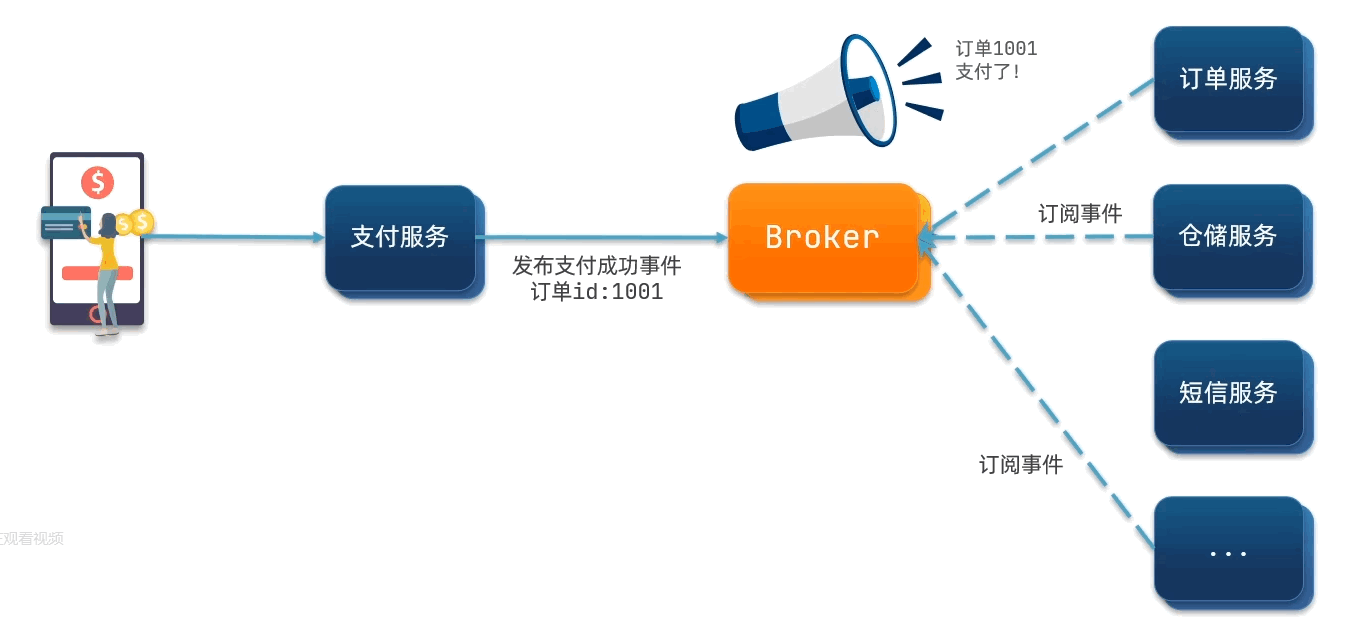 订单1001
支付了!
订单服务
支付服务
发布支付成功事件
订单id:1001
Broker
订阅事件
仓储服务
短信服务
订阅事件
...
在观看视频